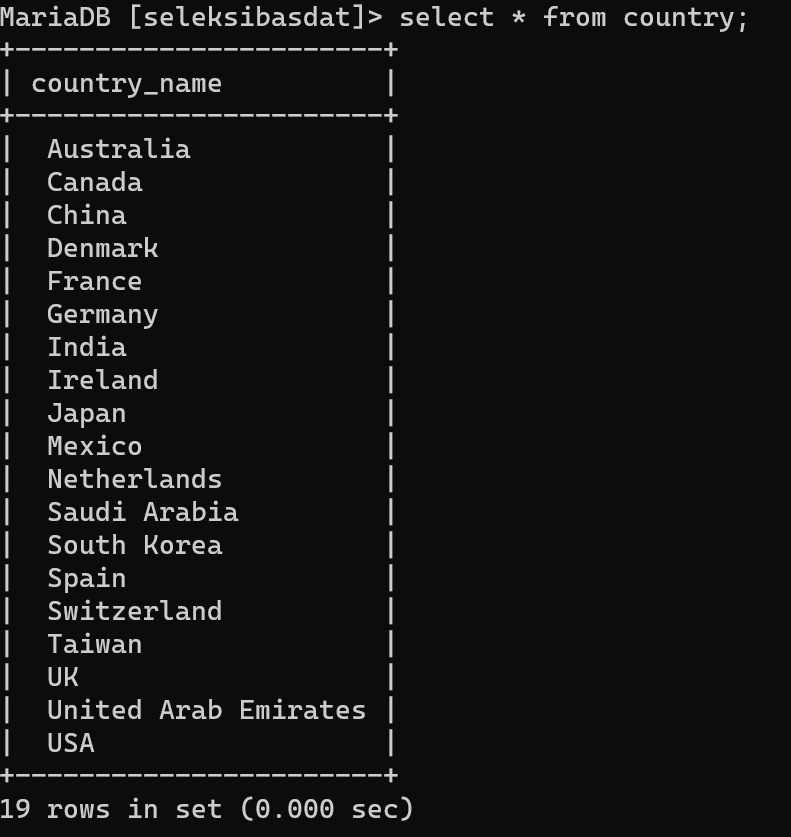 MariaDB [seleksibasdat]> select * from country;
+----------------------+
| country_name         |
+----------------------+
|  Australia           |
|  Canada              |
|  China               |
|  Denmark             |
|  France              |
|  Germany             |
|  India               |
|  Ireland             |
|  Japan               |
|  Mexico              |
|  Netherlands         |
|  Saudi Arabia        |
|  South Korea         |
|  Spain               |
|  Switzerland         |
|  Taiwan              |
|  UK                  |
|  United Arab Emirates |
|  USA                 |
+----------------------+
19 rows in set (0.000 sec)